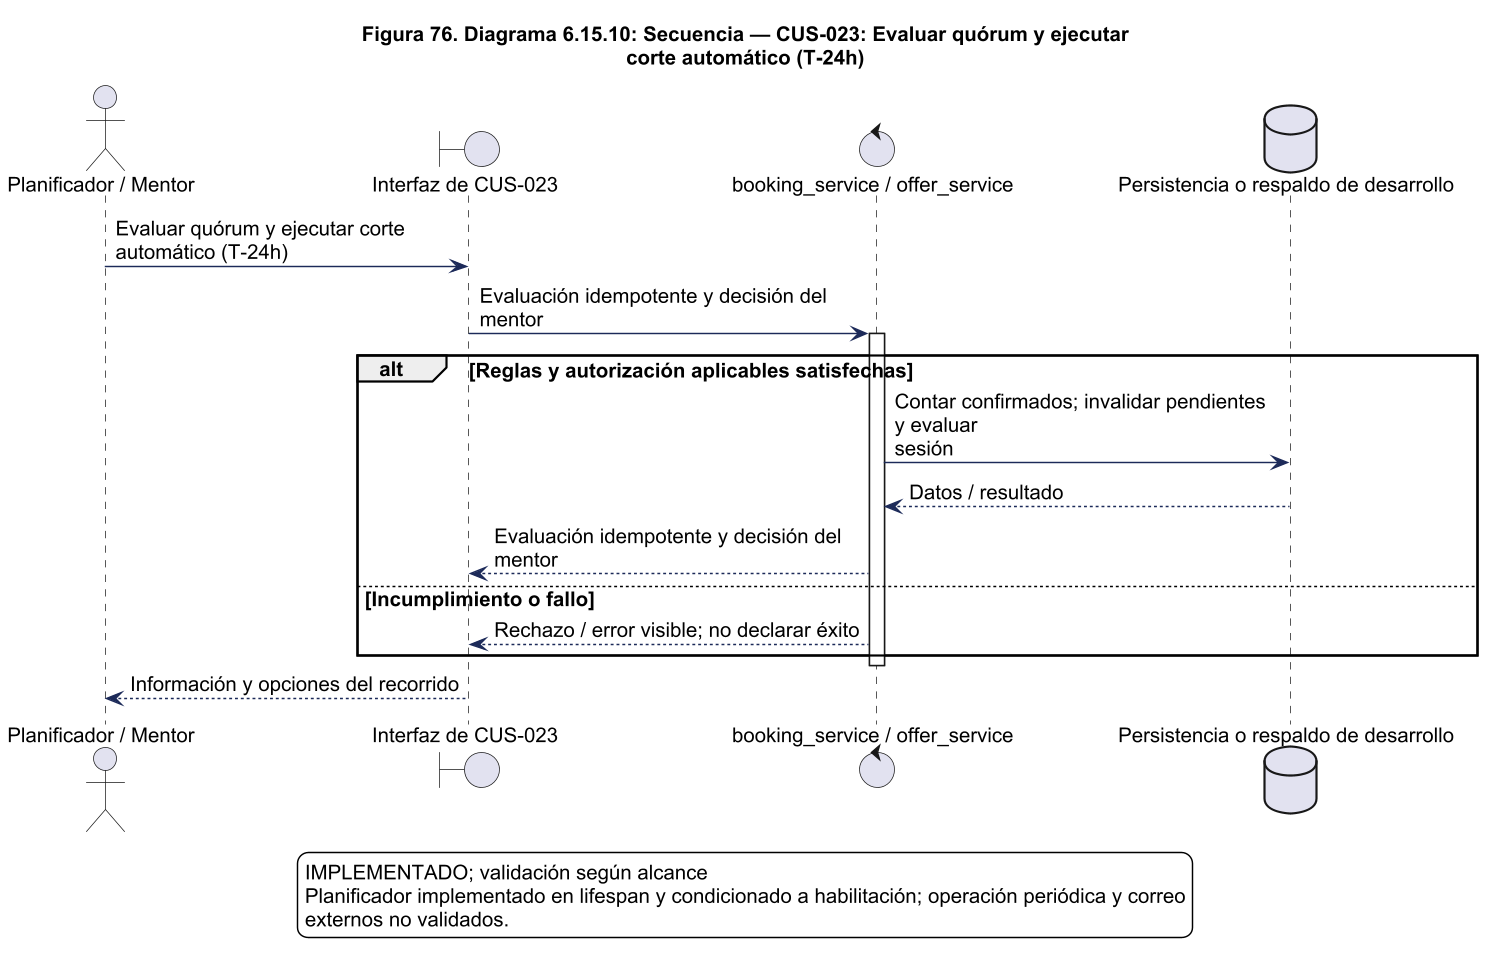 Figura 76. Diagrama 6.15.10: Secuencia — CUS-023: Evaluar quórum y ejecutar
corte automático (T-24h)
Planificador / Mentor
Interfaz de CUS-023
booking_service / offer_service
Persistencia o respaldo de desarrollo
Evaluar quórum y ejecutar corte
automático (T-24h)
Evaluación idempotente y decisión del
mentor
alt
[Reglas y autorización aplicables satisfechas]
Contar confirmados; invalidar pendientes
y evaluar
sesión
Datos / resultado
Evaluación idempotente y decisión del
mentor
[Incumplimiento o fallo]
Rechazo / error visible; no declarar éxito
Información y opciones del recorrido
Planificador / Mentor
Interfaz de CUS-023
booking_service / offer_service
Persistencia o respaldo de desarrollo
IMPLEMENTADO; validación según alcance
Planificador implementado en lifespan y condicionado a habilitación; operación periódica y correo
externos no validados.